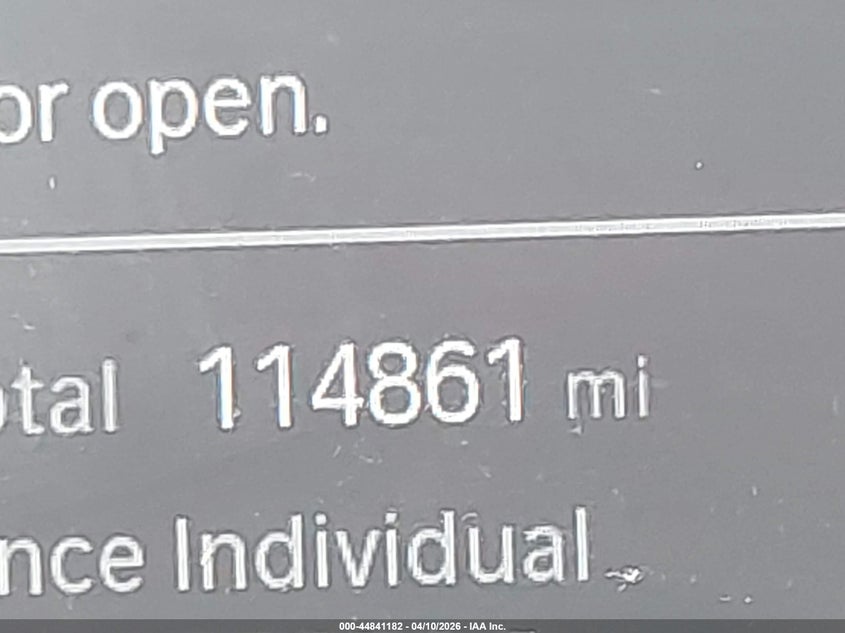 or open.
otal 114861 mi
nce Individual
000-44841182 - 04/10/2026 - IAA Inc.